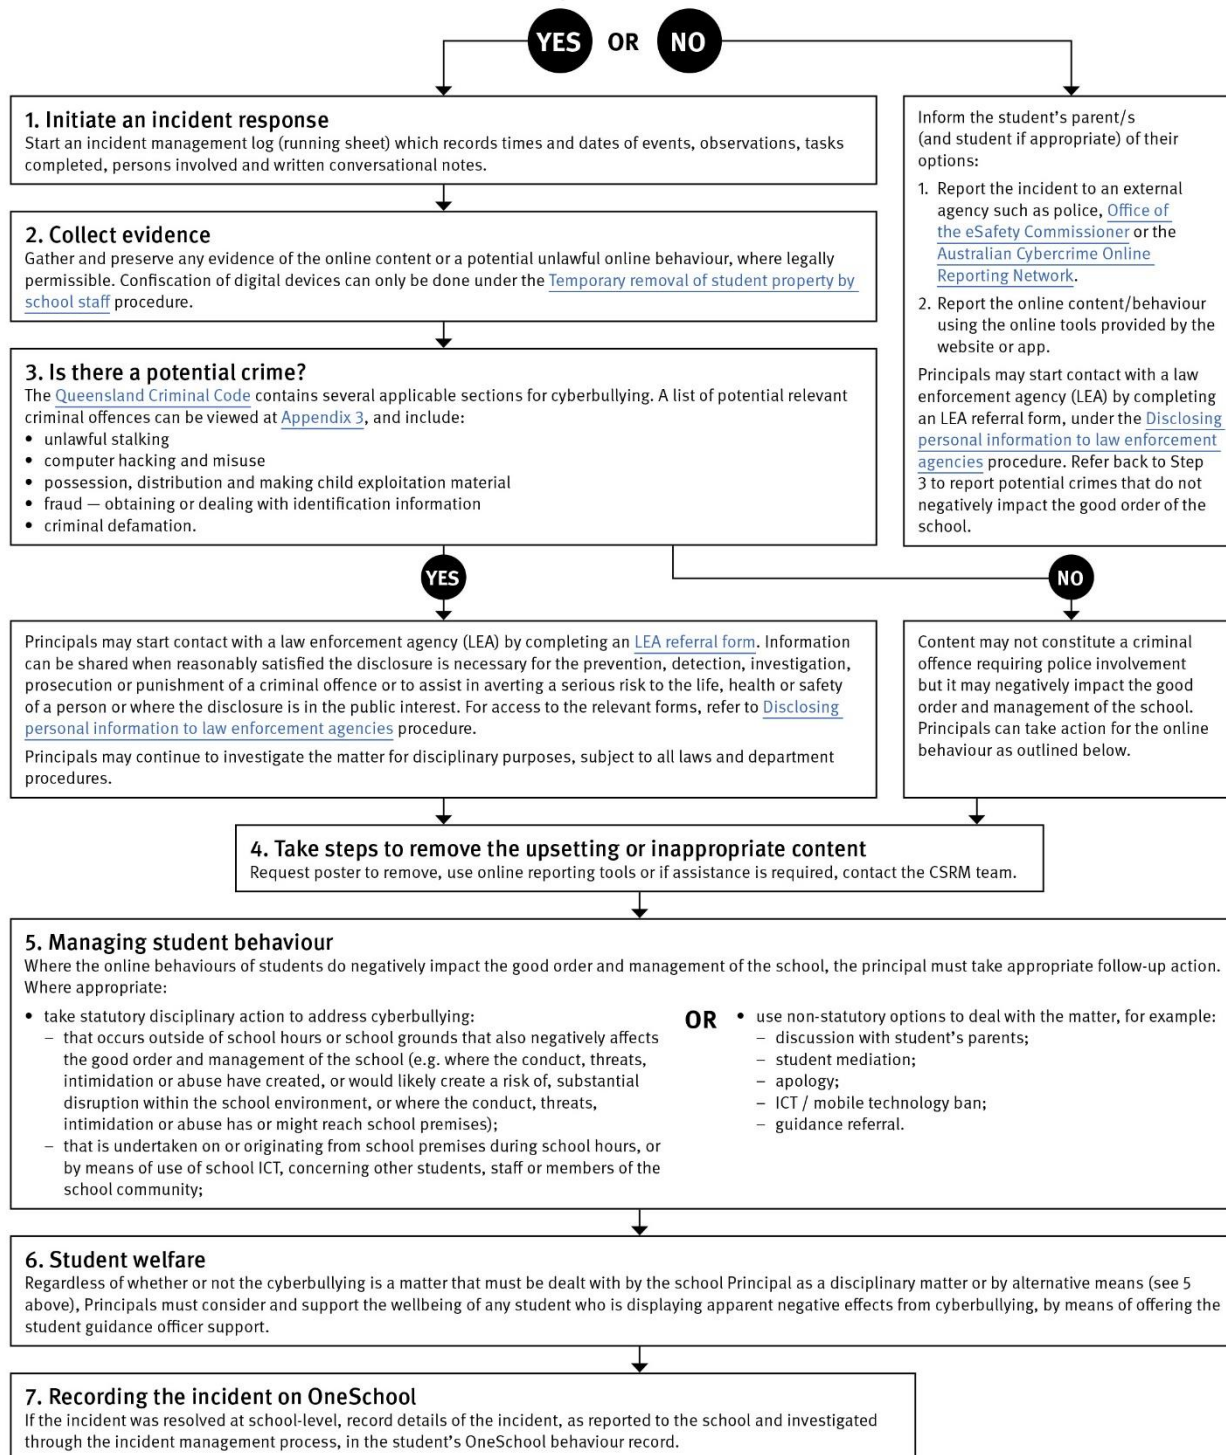 YES OR NO
1. Initiate an incident response
Start an incident management log (running sheet) which records times and dates of events, observations, tasks
completed, persons involved and written conversational notes.
2. Collect evidence
Gather and preserve any evidence of the online content or a potential unlawful online behaviour, where legally
permissible. Confiscation of digital devices can only be done under the Temporary removal of student property by
school staff procedure.
3. Is there a potential crime?
The Queensland Criminal Code contains several applicable sections for cyberbullying. A list of potential relevant
criminal offences can be viewed at Appendix 3, and include:
• unlawful stalking
• computer hacking and misuse
• possession, distribution and making child exploitation material
• fraud — obtaining or dealing with identification information
• criminal defamation.
Inform the student's parent/s
(and student if appropriate) of their
options:
1. Report the incident to an external
agency such as police, Office of
the eSafety Commissioner or the
Australian Cybercrime Online
Reporting Network.
2. Report the online content/behaviour
using the online tools provided by the
website or app.
Principals may start contact with a law
enforcement agency (LEA) by completing
an LEA referral form, under the Disclosing
personal information to law enforcement
agencies procedure. Refer back to Step
3 to report potential crimes that do not
negatively impact the good order of the
school.
YES
NO
Principals may start contact with a law enforcement agency (LEA) by completing an LEA referral form. Information
can be shared when reasonably satisfied the disclosure is necessary for the prevention, detection, investigation,
prosecution or punishment of a criminal offence or to assist in averting a serious risk to the life, health or safety
of a person or where the disclosure is in the public interest. For access to the relevant forms, refer to Disclosing
personal information to law enforcement agencies procedure.
Principals may continue to investigate the matter for disciplinary purposes, subject to all laws and department
procedures.
Content may not constitute a criminal
offence requiring police involvement
but it may negatively impact the good
order and management of the school.
Principals can take action for the online
behaviour as outlined below.
4. Take steps to remove the upsetting or inappropriate content
Request poster to remove, use online reporting tools or if assistance is required, contact the CSRM team.
5. Managing student behaviour
Where the online behaviours of students do negatively impact the good order and management of the school, the principal must take appropriate follow-up action.
Where appropriate:
• take statutory disciplinary action to address cyberbullying:
– that occurs outside of school hours or school grounds that also negatively affects
the good order and management of the school (e.g. where the conduct, threats,
intimidation or abuse have created, or would likely create a risk of, substantial
disruption within the school environment, or where the conduct, threats,
intimidation or abuse has or might reach school premises);
– that is undertaken on or originating from school premises during school hours, or
by means of use of school ICT, concerning other students, staff or members of the
school community;
OR
• use non-statutory options to deal with the matter, for example:
– discussion with student's parents;
– student mediation;
– apology;
– ICT / mobile technology ban;
– guidance referral.
6. Student welfare
Regardless of whether or not the cyberbullying is a matter that must be dealt with by the school Principal as a disciplinary matter or by alternative means (see 5
above), Principals must consider and support the wellbeing of any student who is displaying apparent negative effects from cyberbullying, by means of offering the
student guidance officer support.
7. Recording the incident on OneSchool
If the incident was resolved at school-level, record details of the incident, as reported to the school and investigated
through the incident management process, in the student's OneSchool behaviour record.